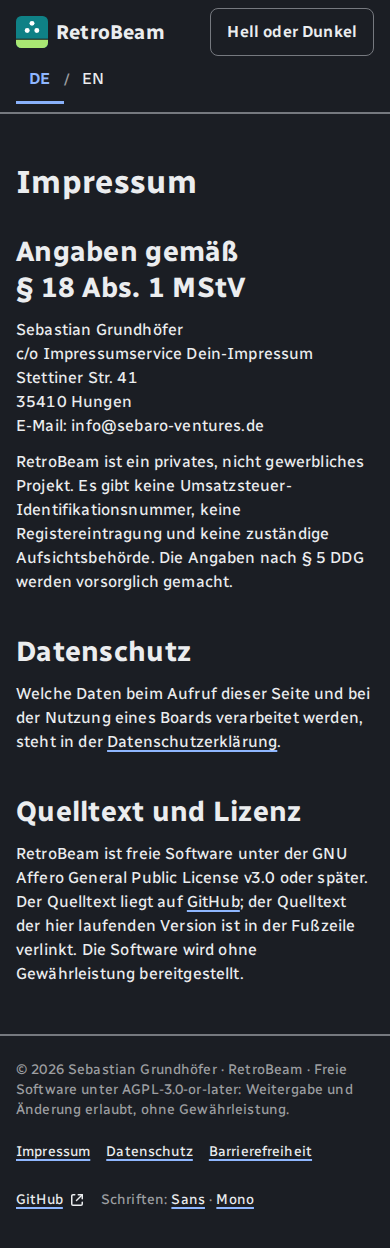 RetroBeam
Hell oder Dunkel
DE / EN
Impressum
Angaben gemäß
§ 18 Abs. 1 MStV
Sebastian Grundhöfer
c/o Impressumservice Dein-Impressum
Stettiner Str. 41
35410 Hungen
E-Mail: info@sebaro-ventures.de
RetroBeam ist ein privates, nicht gewerbliches
Projekt. Es gibt keine Umsatzsteuer-
Identifikationsnummer, keine
Registereintragung und keine zuständige
Aufsichtsbehörde. Die Angaben nach § 5 DDG
werden vorsorglich gemacht.
Datenschutz
Welche Daten beim Aufruf dieser Seite und bei
der Nutzung eines Boards verarbeitet werden,
steht in der Datenschutzerklärung.
Quelltext und Lizenz
RetroBeam ist freie Software unter der GNU
Affero General Public License v3.0 oder später.
Der Quelltext liegt auf GitHub; der Quelltext
der hier laufenden Version ist in der Fußzeile
verlinkt. Die Software wird ohne
Gewährleistung bereitgestellt.
© 2026 Sebastian Grundhöfer · RetroBeam · Freie
Software unter AGPL-3.0-or-later: Weitergabe und
Änderung erlaubt, ohne Gewährleistung.
Impressum Datenschutz Barrierefreiheit
GitHub Schriften: Sans · Mono